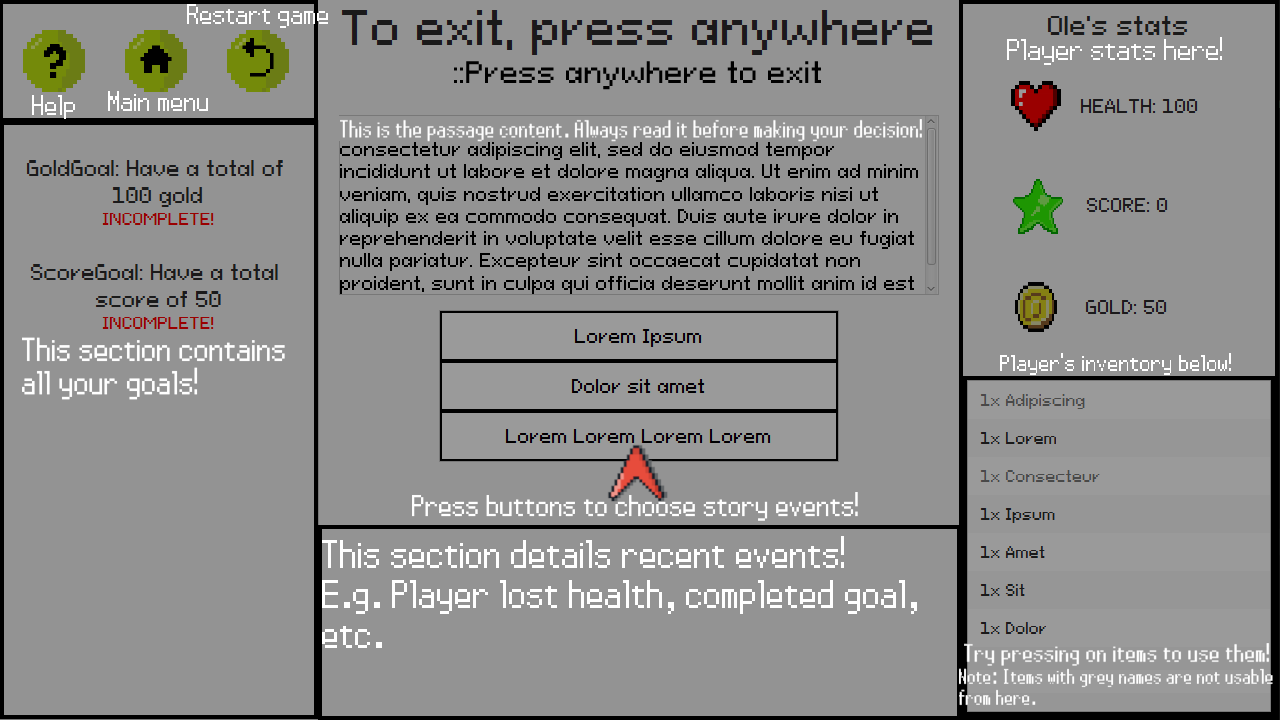 Restart game
?
Help
Main menu
GoldGoal: Have a total of
100 gold
INCOMPLETE!
ScoreGoal: Have a total
score of 50
INCOMPLETE!
This section contains
all your goals!
To exit, press anywhere
::Press anywhere to exit
This is the passage content. Always read it before making your decision!
consectetur adipiscing elit, sed do eiusmod tempor
incididunt ut labore et dolore magna aliqua. Ut enim ad minim
veniam, quis nostrud exercitation ullamco laboris nisi ut
aliquip ex ea commodo consequat. Duis aute irure dolor in
reprehenderit in voluptate velit esse cillum dolore eu fugiat
nulla pariatur. Excepteur sint occaecat cupidatat non
proident, sunt in culpa qui officia deserunt mollit anim id est
Lorem Ipsum
Dolor sit amet
Lorem Lorem Lorem Lorem
Press buttons to choose story events!
This section details recent events!
E.g. Player lost health, completed goal,
etc.
Ole's stats
Player stats here!
HEALTH: 100
SCORE: 0
GOLD: 50
Player's inventory below!
1x Adipiscing
1x Lorem
1x Consecteur
1x Ipsum
1x Amet
1x Sit
1x Dolor
Try pressing on items to use them!
Note: Items with grey names are not usable
from here.